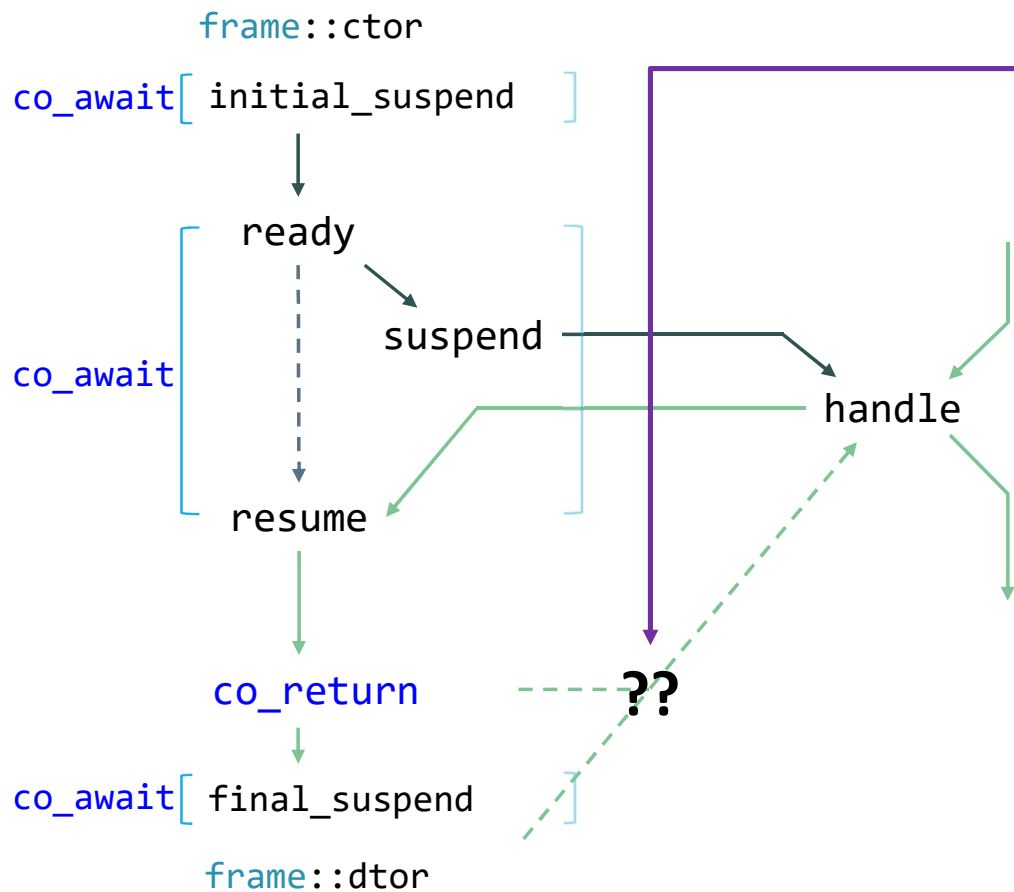 frame::ctor
co_await initial_suspend
ready
suspend
co_await
handle
resume
co_return ??
co_await final_suspend
frame::dtor